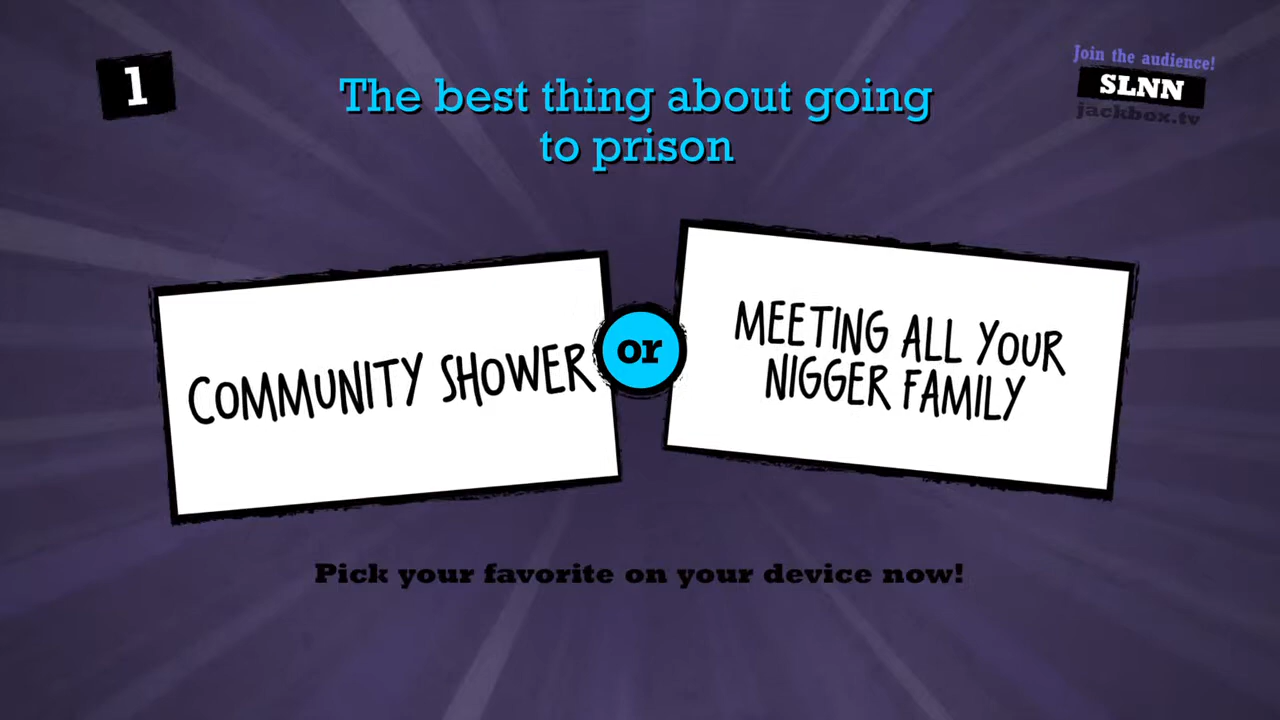 1
The best thing about going
to prison
Join the audience!
SLNN
jackbox.tv
COMMUNITY SHOWER
or
MEETING ALL YOUR
NIGGER FAMILY
Pick your favorite on your device now!